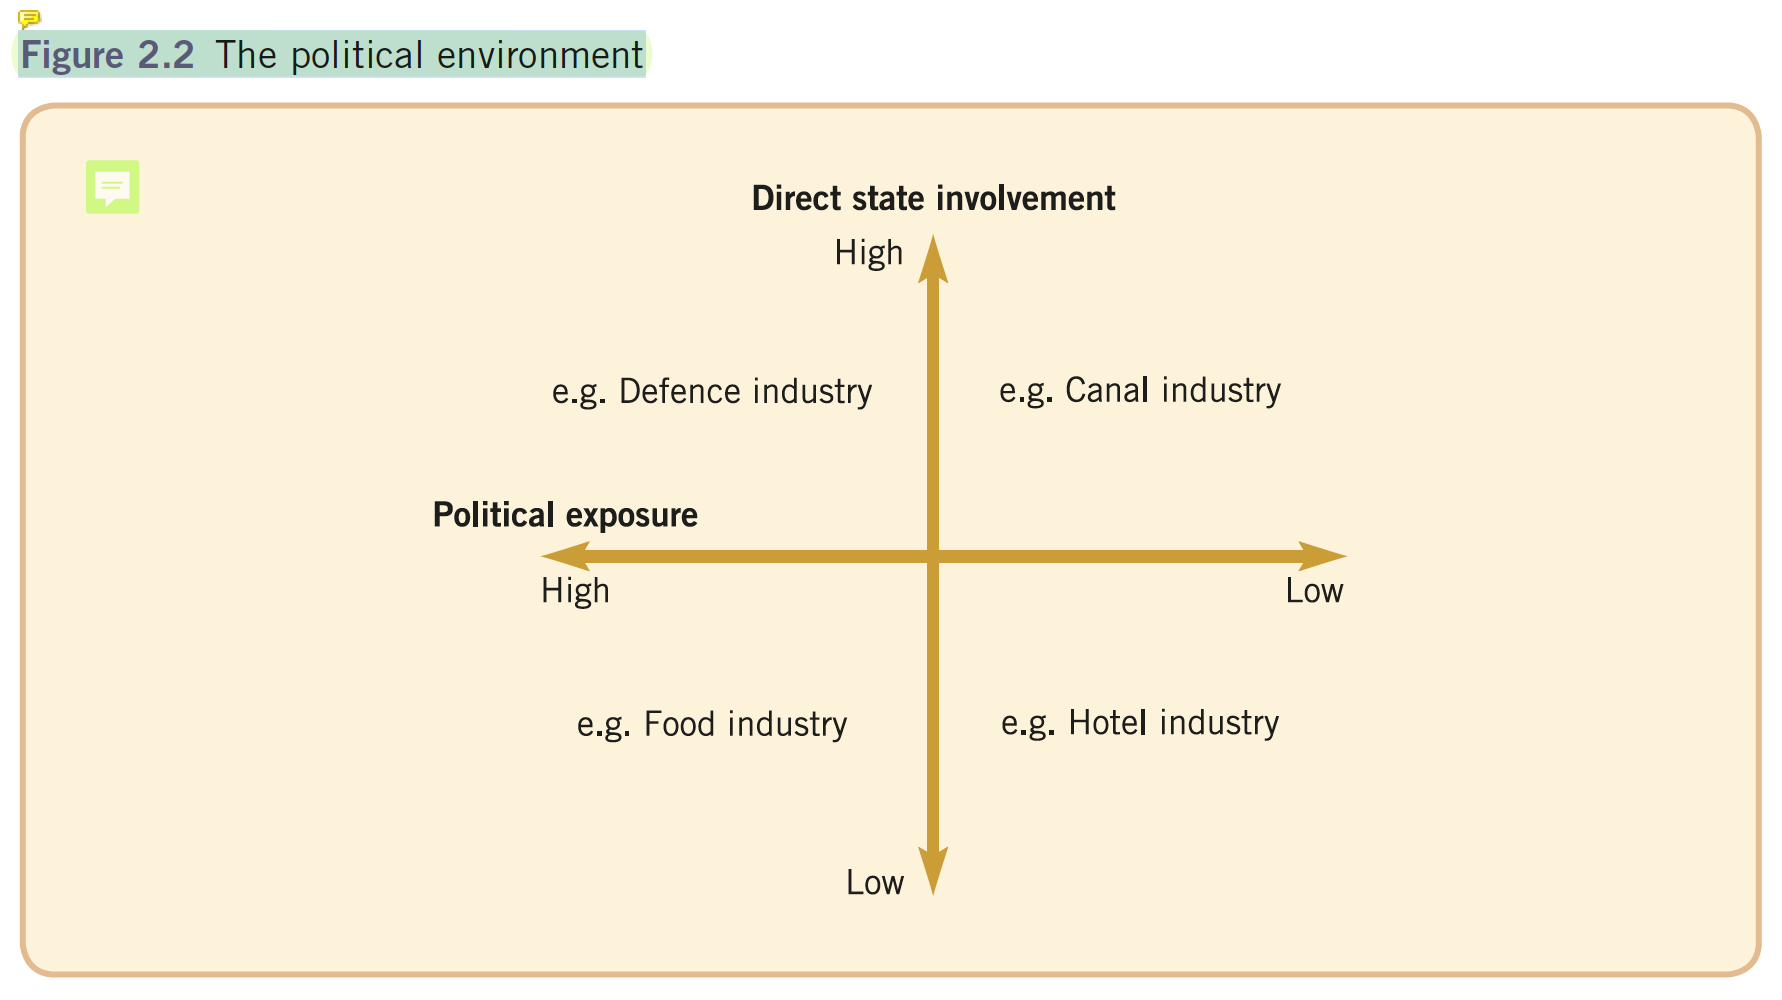 Figure 2.2 The political environment
Direct state involvement
High
e.g. Defence industry
e.g. Canal industry
Political exposure
High
Low
e.g. Food industry
e.g. Hotel industry
Low